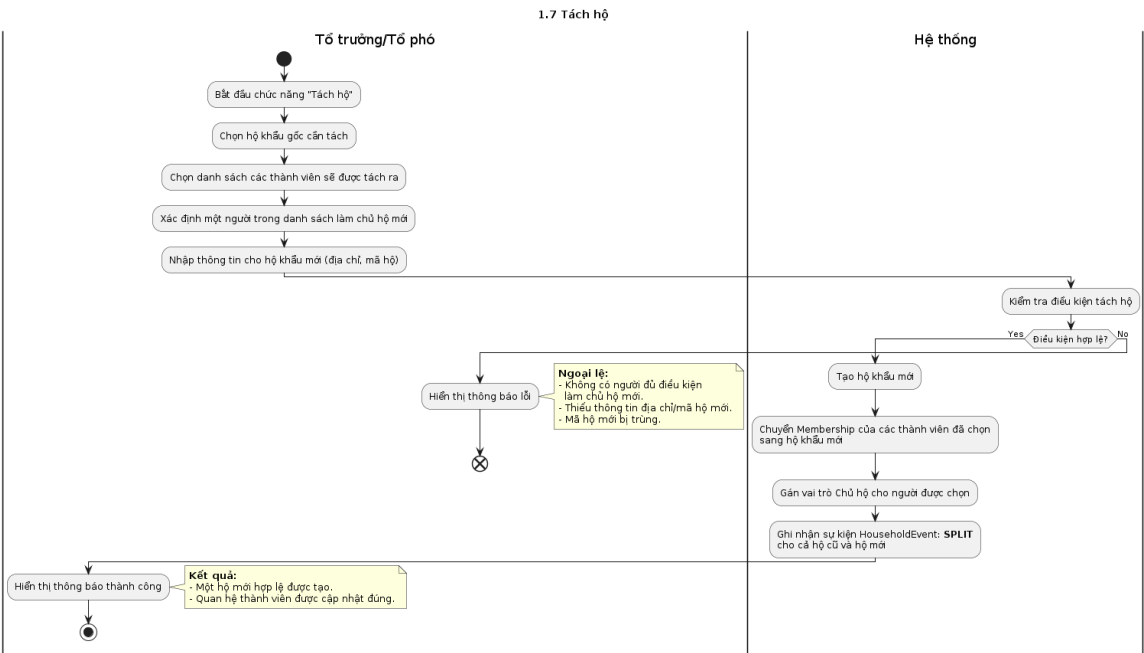 1.7 Tách hộ
Tổ trưởng/Tổ phó
Hệ thống
Bắt đầu chức năng "Tách hộ"
Chọn hộ khẩu gốc cần tách
Chọn danh sách các thành viên sẽ được tách ra
Xác định một người trong danh sách làm chủ hộ mới
Nhập thông tin cho hộ khẩu mới (địa chỉ, mã hộ)
Kiểm tra điều kiện tách hộ
Yes
Điều kiện hợp lệ?
No
Hiển thị thông báo lỗi
Ngoại lệ:
- Không có người đủ điều kiện
làm chủ hộ mới.
- Thiếu thông tin địa chỉ/mã hộ mới.
- Mã hộ mới bị trùng.
Tạo hộ khẩu mới
Chuyển Membership của các thành viên đã chọn
sang hộ khẩu mới
Gán vai trò Chủ hộ cho người được chọn
Ghi nhận sự kiện HouseholdEvent: SPLIT
cho cả hộ cũ và hộ mới
Hiển thị thông báo thành công
Kết quả:
- Một hộ mới hợp lệ được tạo.
- Quan hệ thành viên được cập nhật đúng.